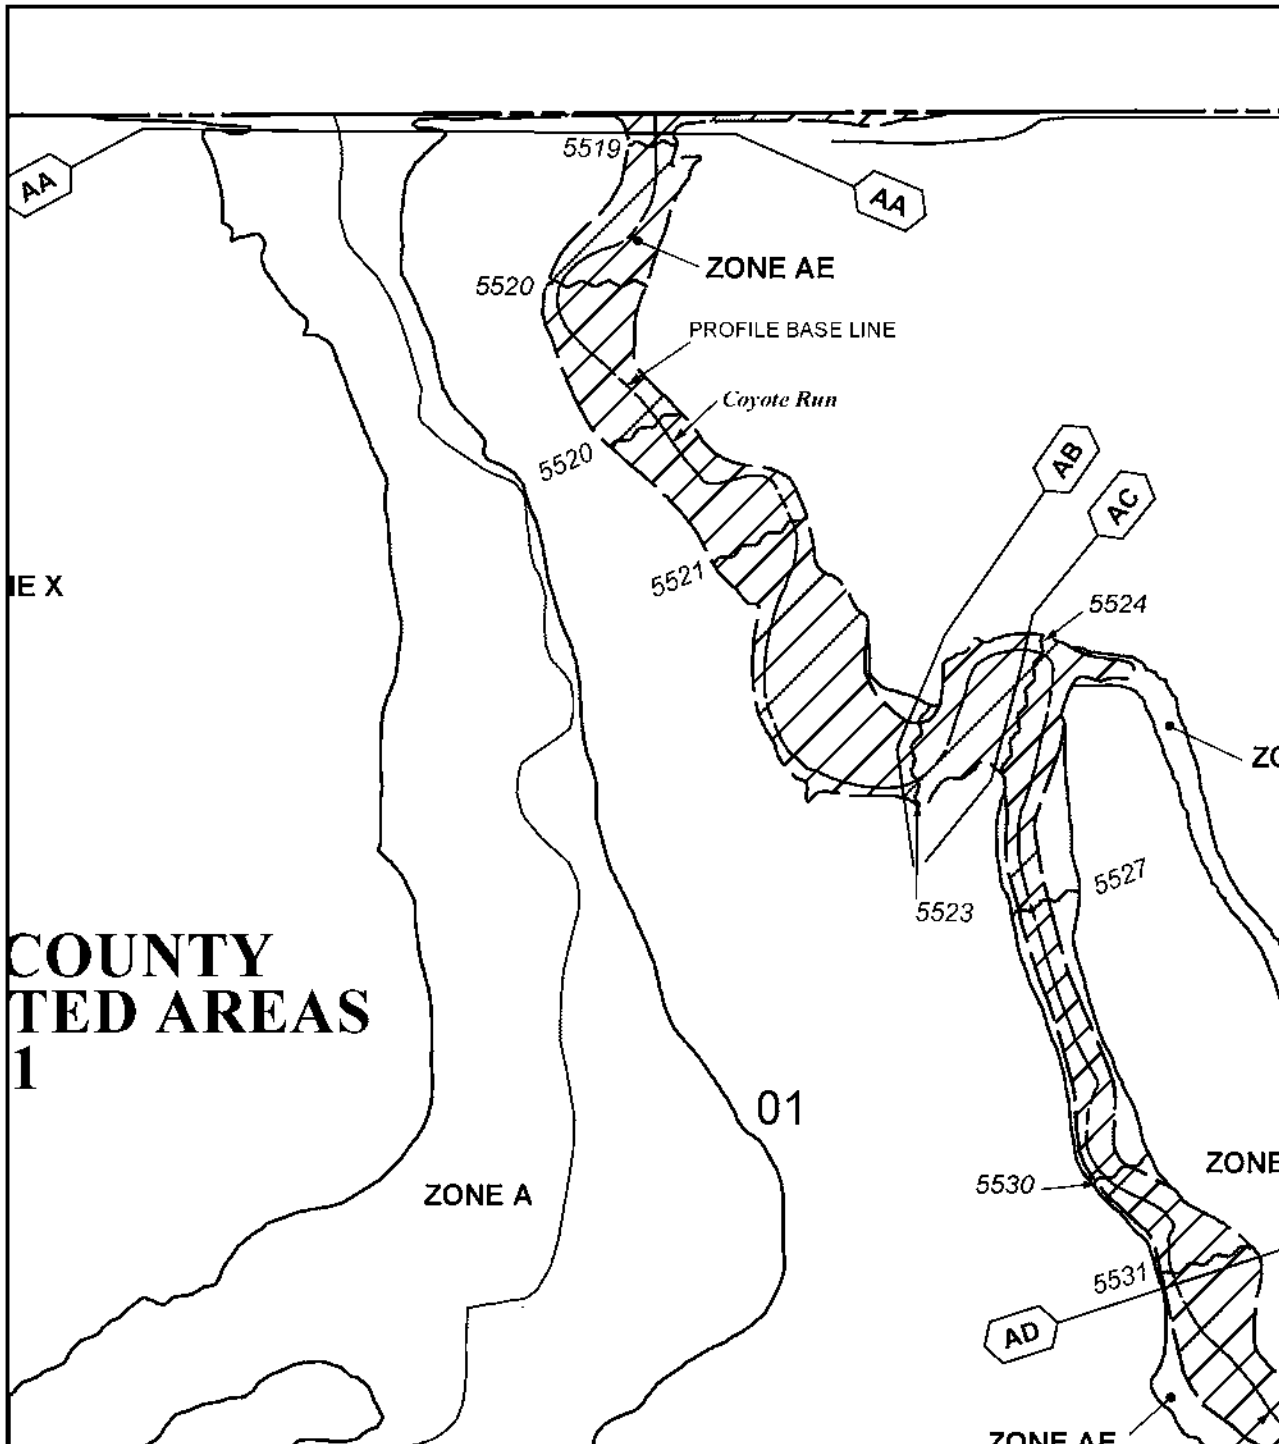 5519
AA
AA
ZONE AE
5520
PROFILE BASE LINE
Coyote Run
5520
AB
AC
5521
IE X
5524
ZO
5527
5523
COUNTY
TED AREAS
1
01
ZONE
5530
ZONE A
5531
AD
ZONE AE